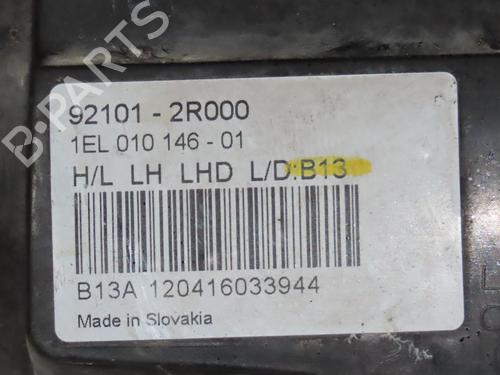 B-PARTS
92101 - 2R000
1EL 010 146 - 01
H/L LH LHD L/D:B13
B13A 120416033944
Made in Slovakia